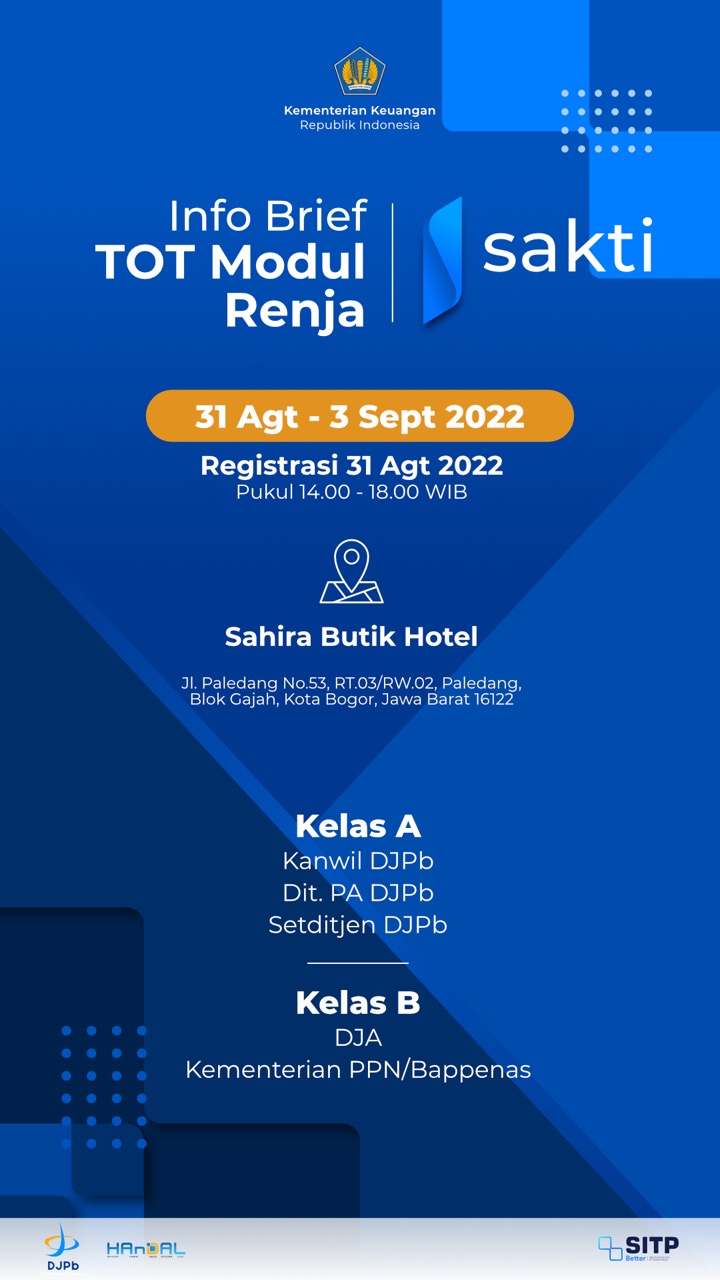 Kementerian Keuangan
Republik Indonesia
Info Brief
TOT Modul
Renja
sakti
31 Agt - 3 Sept 2022
Registrasi 31 Agt 2022
Pukul 14.00 - 18.00 WIB
Sahira Butik Hotel
Jl. Paledang No.53, RT.03/RW.02, Paledang,
Blok Gajah, Kota Bogor, Jawa Barat 16122
Kelas A
Kanwil DJPb
Dit. PA DJPb
Setditjen DJPb
Kelas B
DJA
Kementerian PPN/Bappenas
DJPb
HAnDAL
SITP
Better